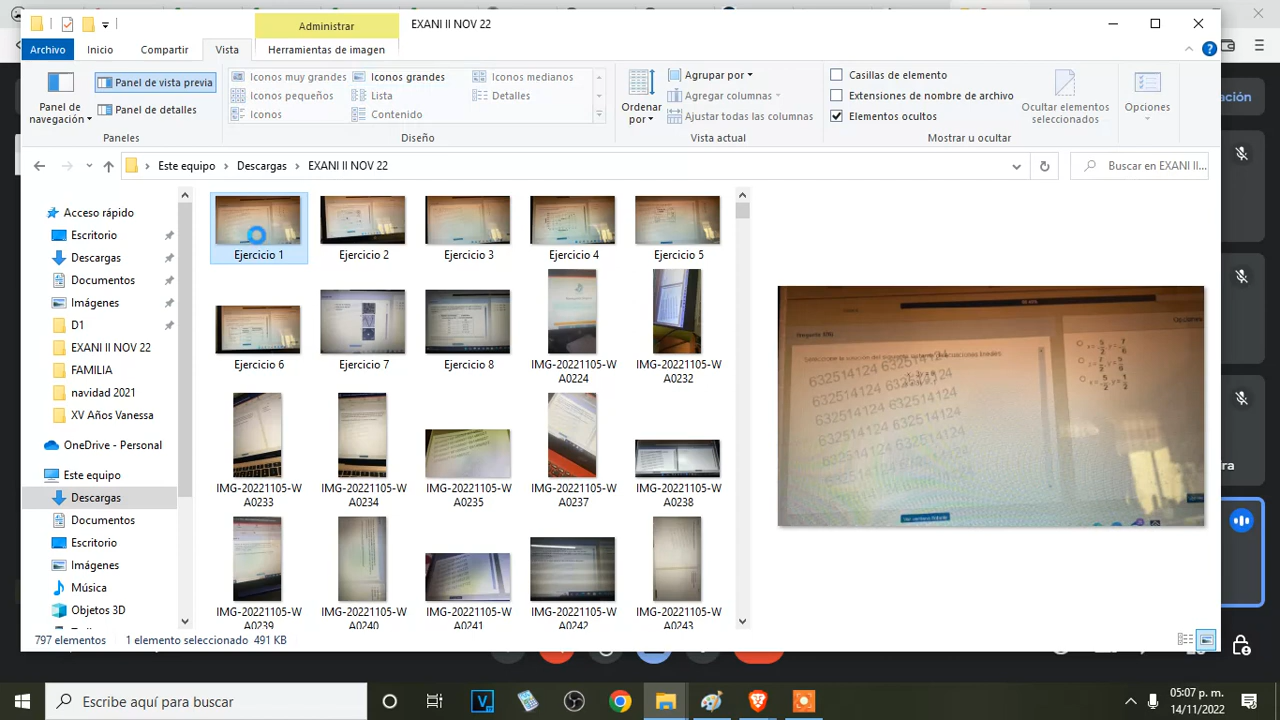 Administrar
EXANI II NOV 22
Archivo
Inicio
Compartir
Vista
Herramientas de imagen
Panel de navegación
Panel de vista previa
Panel de detalles
Paneles
Iconos muy grandes
Iconos grandes
Iconos medianos
Iconos pequeños
Lista
Detalles
Iconos
Contenido
Diseño
Ordenar por
Agrupar por
Agregar columnas
Ajustar todas las columnas
Vista actual
Casillas de elemento
Extensiones de nombre de archivo
Elementos ocultos
Ocultar elementos seleccionados
Mostrar u ocultar
Opciones
ación
Este equipo
Descargas
EXANI II NOV 22
Buscar en EXANI II...
Acceso rápido
Escritorio
Descargas
Documentos
Imágenes
D1
EXANI II NOV 22
FAMILIA
navidad 2021
XV Años Vanessa
OneDrive - Personal
Este equipo
Descargas
Documentos
Escritorio
Imágenes
Música
Objetos 3D
Ejercicio 1
Ejercicio 2
Ejercicio 3
Ejercicio 4
Ejercicio 5
Ejercicio 6
Ejercicio 7
Ejercicio 8
IMG-20221105-WA0224
IMG-20221105-WA0232
IMG-20221105-WA0233
IMG-20221105-WA0234
IMG-20221105-WA0235
IMG-20221105-WA0237
IMG-20221105-WA0238
IMG-20221105-WA0239
IMG-20221105-WA0240
IMG-20221105-WA0241
IMG-20221105-WA0242
IMG-20221105-WA0243
632514124 632514124
632514124 632514124
632514124 632514124
632514124 632514124
ra
797 elementos
1 elemento seleccionado 491 KB
Escribe aquí para buscar
05:07 p. m.
14/11/2022